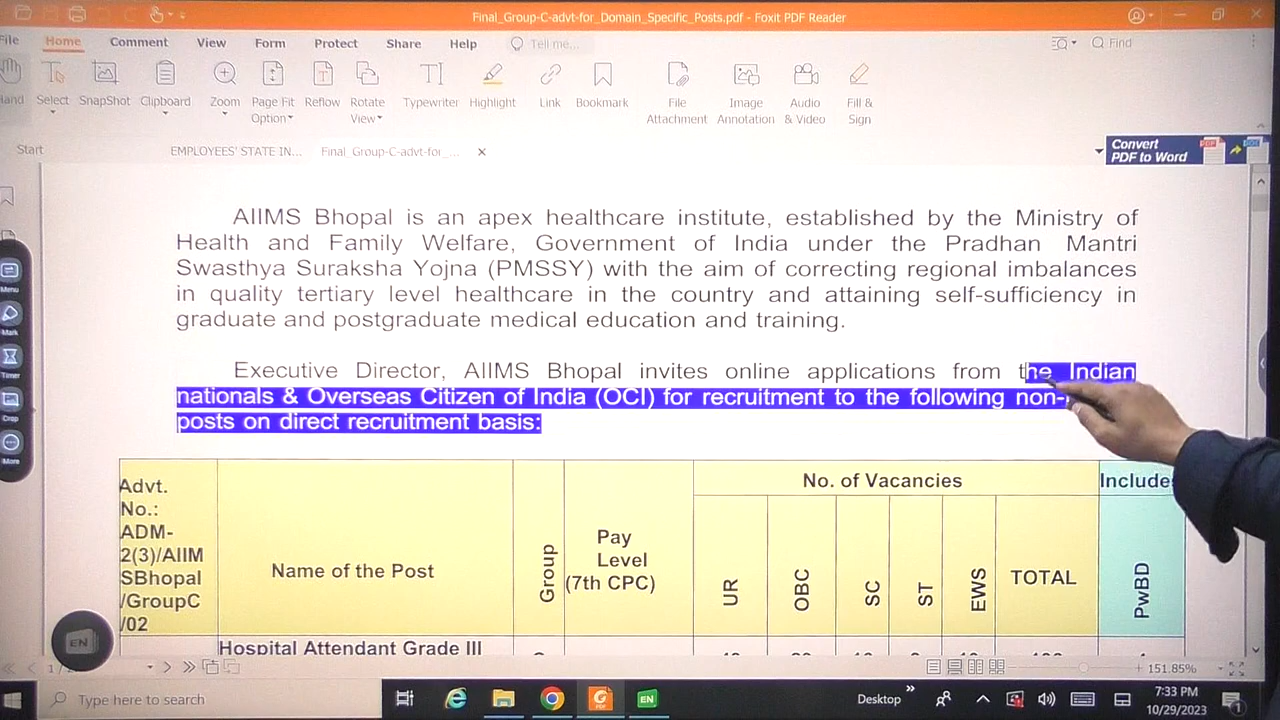 Final_Group-C-advt-for_Domain_Specific_Posts.pdf - Foxit PDF Reader
File Home Comment View Form Protect Share Help Tell me... Find
Hand Select SnapShot Clipboard Zoom Page Fit Option Reflow Rotate View Typewriter Highlight Link Bookmark File Attachment Image Annotation Audio & Video Fill & Sign
Start EMPLOYEES' STATE IN... Final_Group-C-advt-for_...
Convert
PDF to Word
AIIMS Bhopal is an apex healthcare institute, established by the Ministry of
Health and Family Welfare, Government of India under the Pradhan Mantri
Swasthya Suraksha Yojna (PMSSY) with the aim of correcting regional imbalances
in quality tertiary level healthcare in the country and attaining self-sufficiency in
graduate and postgraduate medical education and training.
Executive Director, AIIMS Bhopal invites online applications from the Indian
nationals & Overseas Citizen of India (OCI) for recruitment to the following non-
posts on direct recruitment basis:
Advt.
No.:
ADM-
2(3)/AIIM
SBhopal
/GroupC
/02
Name of the Post
Group
Pay
Level
(7th CPC)
No. of Vacancies
UR
OBC
SC
ST
EWS
TOTAL
Include
PwBD
Hospital Attendant Grade III
Menu
Mark
Timer
Crop
More
EN
151.85%
Type here to search
EN
Desktop
7:33 PM
10/29/2023
1